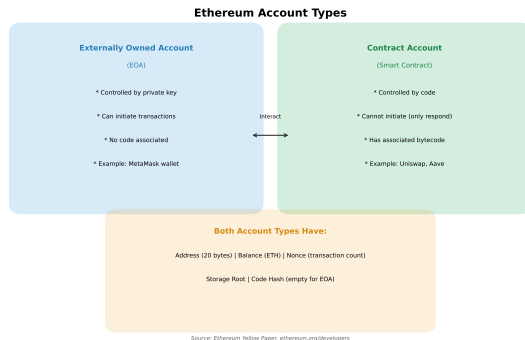 Ethereum Account Types
Externally Owned Account
(EOA)
* Controlled by private key
* Can initiate transactions
* No code associated
* Example: MetaMask wallet
Interact
Contract Account
(Smart Contract)
* Controlled by code
* Cannot initiate (only respond)
* Has associated bytecode
* Example: Uniswap, Aave
Both Account Types Have:
Address (20 bytes) | Balance (ETH) | Nonce (transaction count)
Storage Root | Code Hash (empty for EOA)
Source: Ethereum Yellow Paper, ethereum.org/developers